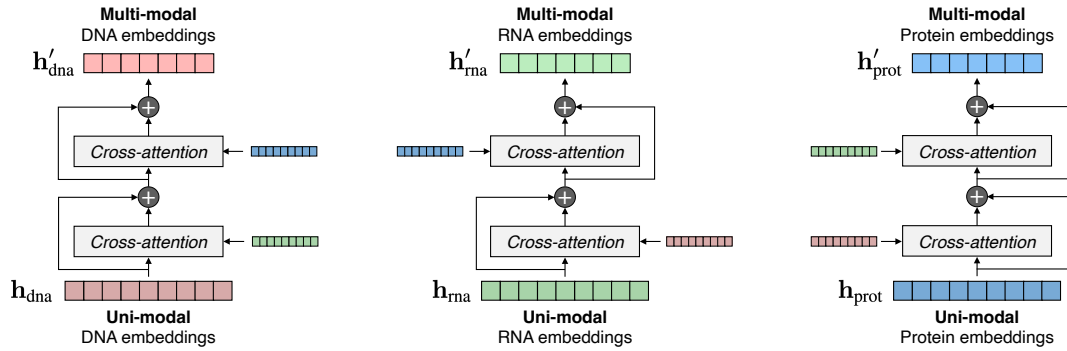 Multi-modal
DNA embeddings
h′dna
+
Cross-attention
+
Cross-attention
hdna
Uni-modal
DNA embeddings
Multi-modal
RNA embeddings
h′rna
+
Cross-attention
+
Cross-attention
hrna
Uni-modal
RNA embeddings
Multi-modal
Protein embeddings
h′prot
+
Cross-attention
+
Cross-attention
hprot
Uni-modal
Protein embeddings